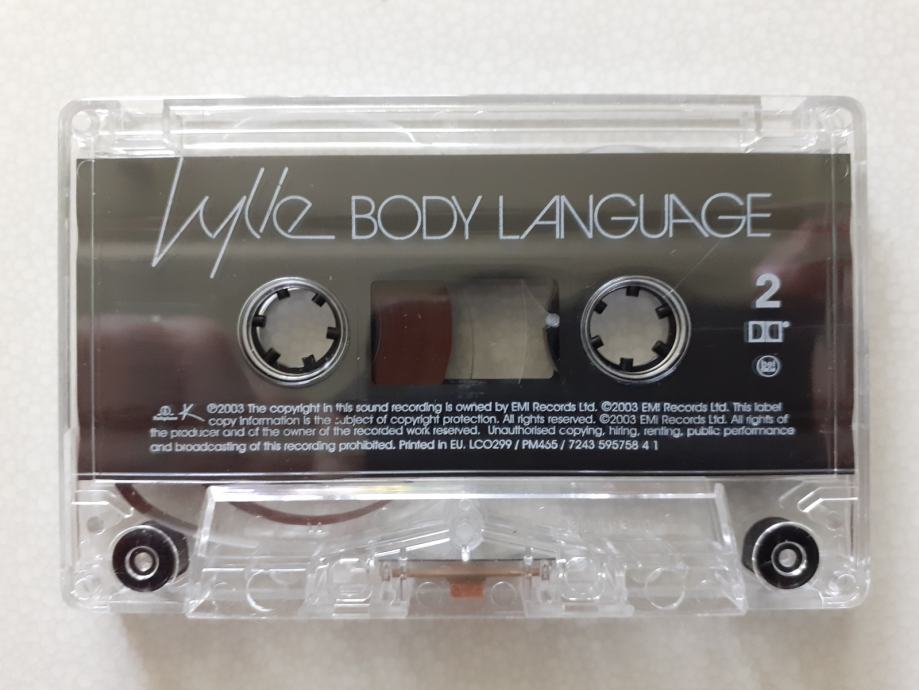 Kylie BODY LANGUAGE
2
℗2003 The copyright in this sound recording is owned by EMI Records Ltd. ©2003 EMI Records Ltd. This label
copy information is the subject of copyright protection. All rights reserved. ©2003 EMI Records Ltd. All rights of
the producer and of the owner of the recorded work reserved. Unauthorised copying, hiring, renting, public performance
and broadcasting of this recording prohibited. Printed in EU. LC0299 / PM465 / 7243 595758 4 1